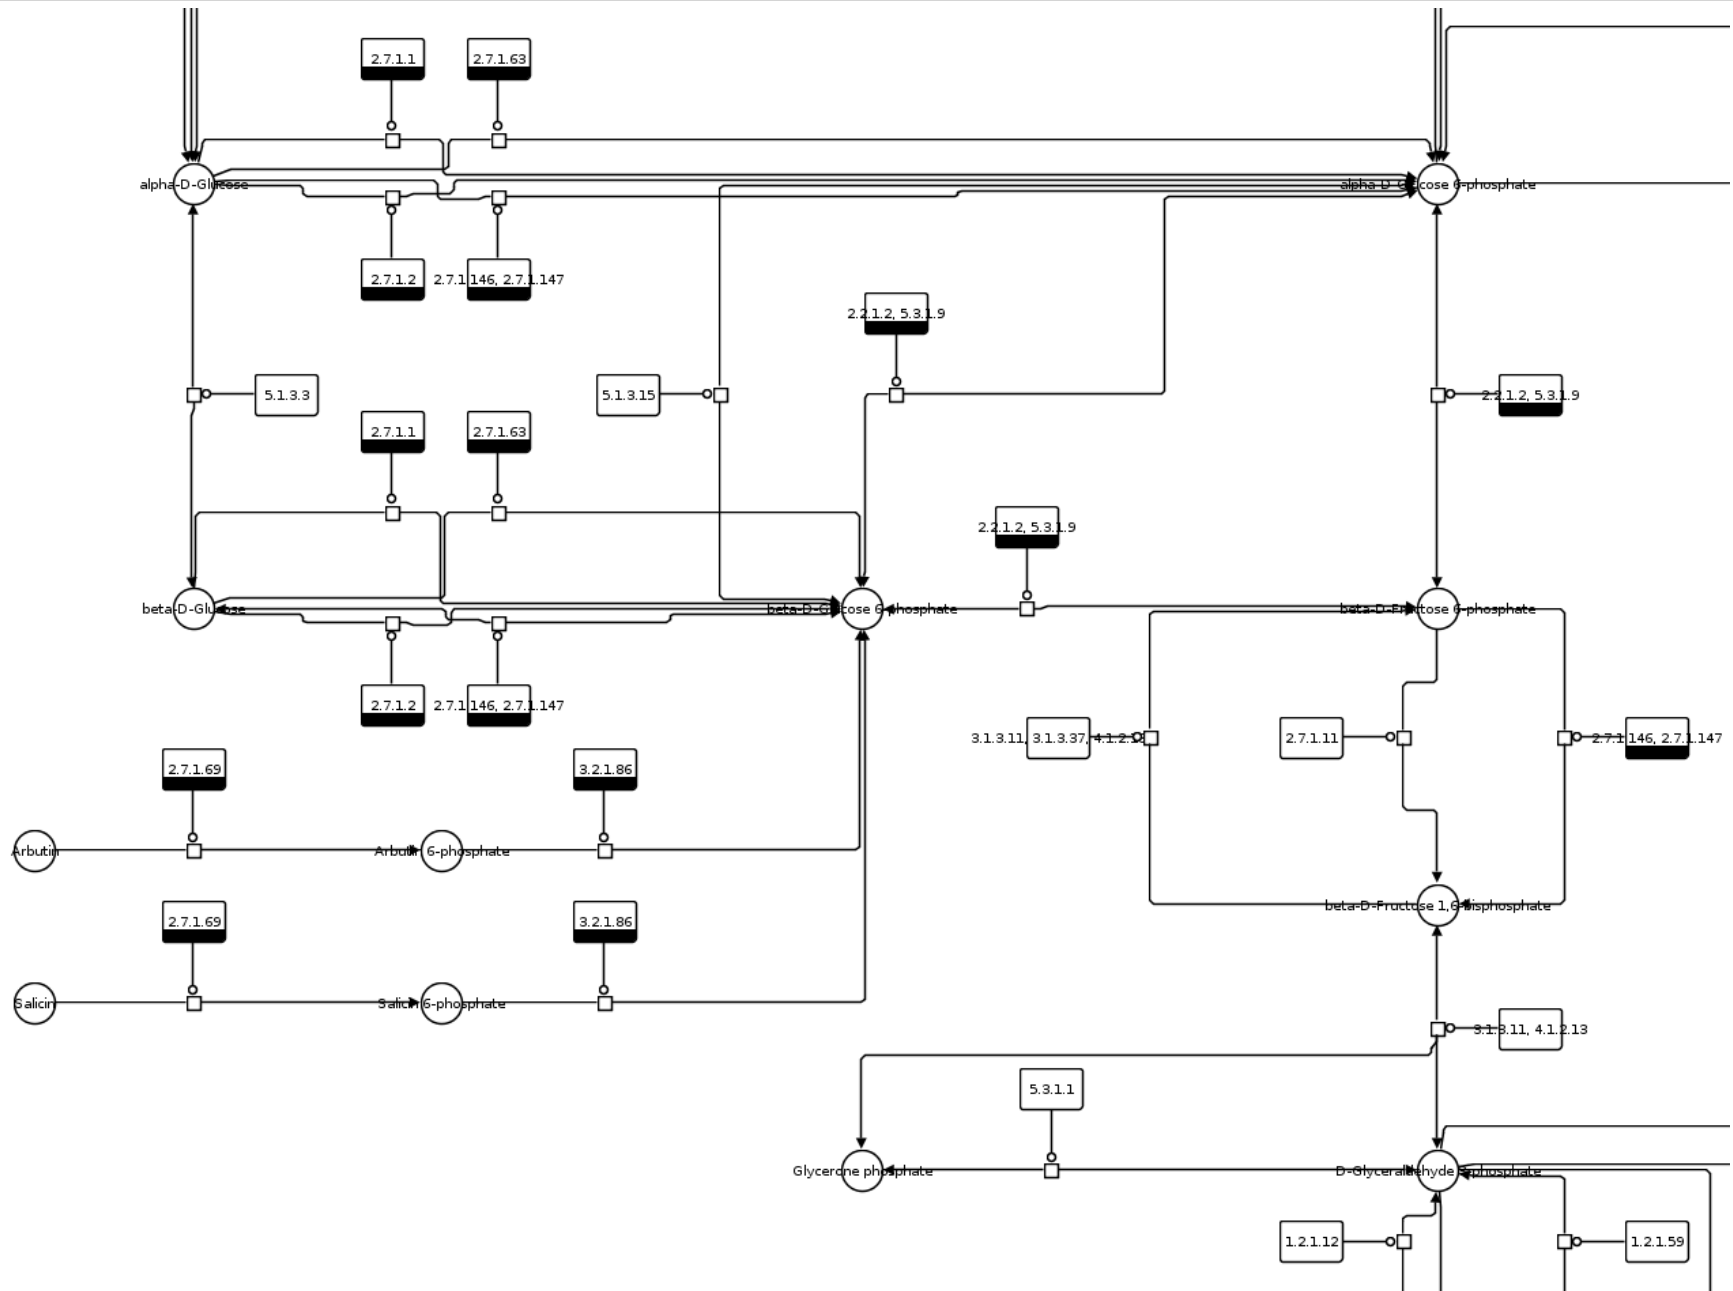 2.7.1.1
2.7.1.63
alpha-D-Glucose
alpha-D-Glucose 6-phosphate
2.7.1.2
2.7.1.146, 2.7.1.147
2.2.1.2, 5.3.1.9
5.1.3.3
5.1.3.15
2.2.1.2, 5.3.1.9
2.7.1.1
2.7.1.63
2.2.1.2, 5.3.1.9
beta-D-Glucose
beta-D-Glucose 6-phosphate
beta-D-Fructose 6-phosphate
2.7.1.2
2.7.1.146, 2.7.1.147
3.1.3.11, 3.1.3.37, 4.1.2.13
2.7.1.11
2.7.1.146, 2.7.1.147
2.7.1.69
3.2.1.86
Arbutin
Arbutin 6-phosphate
beta-D-Fructose 1,6-bisphosphate
2.7.1.69
3.2.1.86
Salicin
Salicin 6-phosphate
3.1.3.11, 4.1.2.13
5.3.1.1
Glycerone phosphate
D-Glyceraldehyde 3-phosphate
1.2.1.12
1.2.1.59